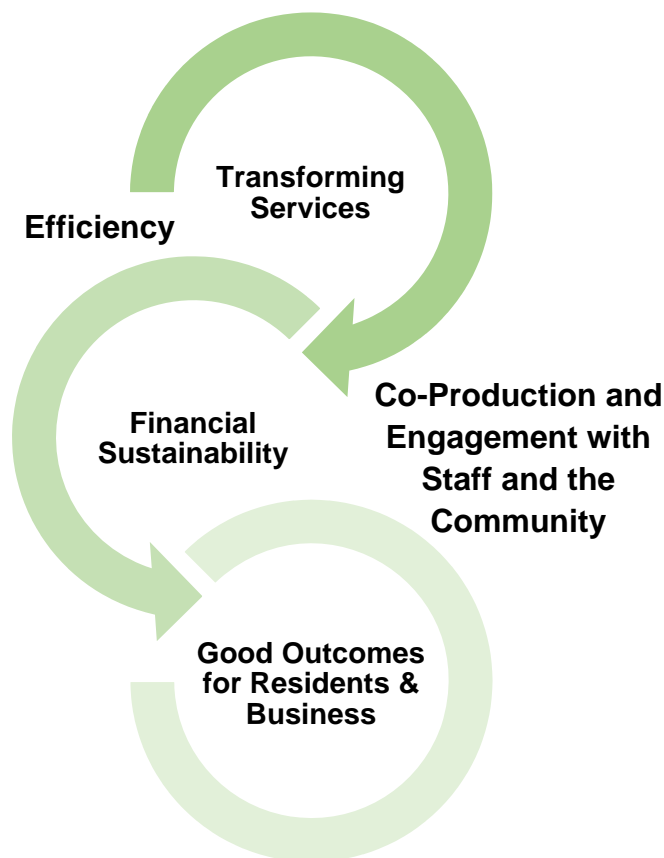 Transforming
Services
Efficiency
Co-Production and
Engagement with
Staff and the
Community
Financial
Sustainability
Good Outcomes
for Residents &
Business